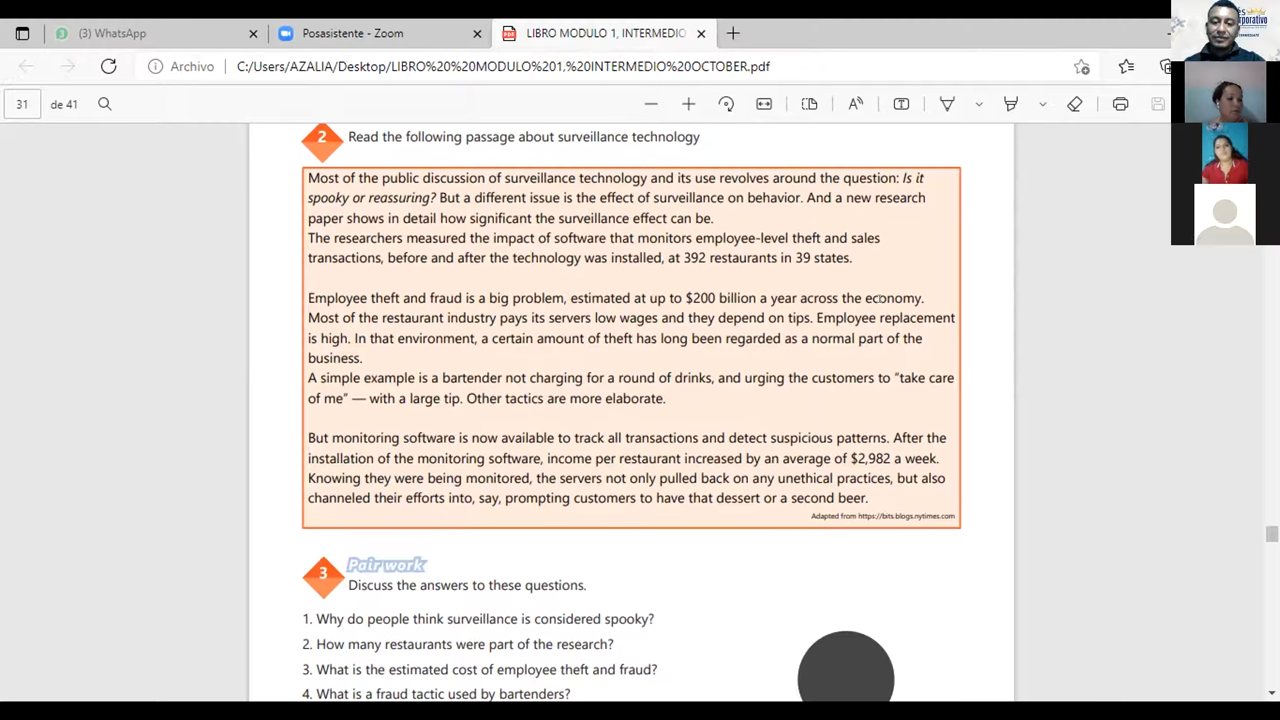 (3) WhatsApp
Posasistente - Zoom
LIBRO MODULO 1, INTERMEDIO
Archivo
C:/Users/AZALIA/Desktop/LIBRO%20%20MODULO%201,%20INTERMEDIO%20OCTOBER.pdf
31 de 41
2 Read the following passage about surveillance technology
Most of the public discussion of surveillance technology and its use revolves around the question: Is it
spooky or reassuring? But a different issue is the effect of surveillance on behavior. And a new research
paper shows in detail how significant the surveillance effect can be.
The researchers measured the impact of software that monitors employee-level theft and sales
transactions, before and after the technology was installed, at 392 restaurants in 39 states.
Employee theft and fraud is a big problem, estimated at up to $200 billion a year across the economy.
Most of the restaurant industry pays its servers low wages and they depend on tips. Employee replacement
is high. In that environment, a certain amount of theft has long been regarded as a normal part of the
business.
A simple example is a bartender not charging for a round of drinks, and urging the customers to “take care
of me” — with a large tip. Other tactics are more elaborate.
But monitoring software is now available to track all transactions and detect suspicious patterns. After the
installation of the monitoring software, income per restaurant increased by an average of $2,982 a week.
Knowing they were being monitored, the servers not only pulled back on any unethical practices, but also
channeled their efforts into, say, prompting customers to have that dessert or a second beer.
Adapted from https://bits.blogs.nytimes.com
Pair work
3 Discuss the answers to these questions.
1. Why do people think surveillance is considered spooky?
2. How many restaurants were part of the research?
3. What is the estimated cost of employee theft and fraud?
4. What is a fraud tactic used by bartenders?